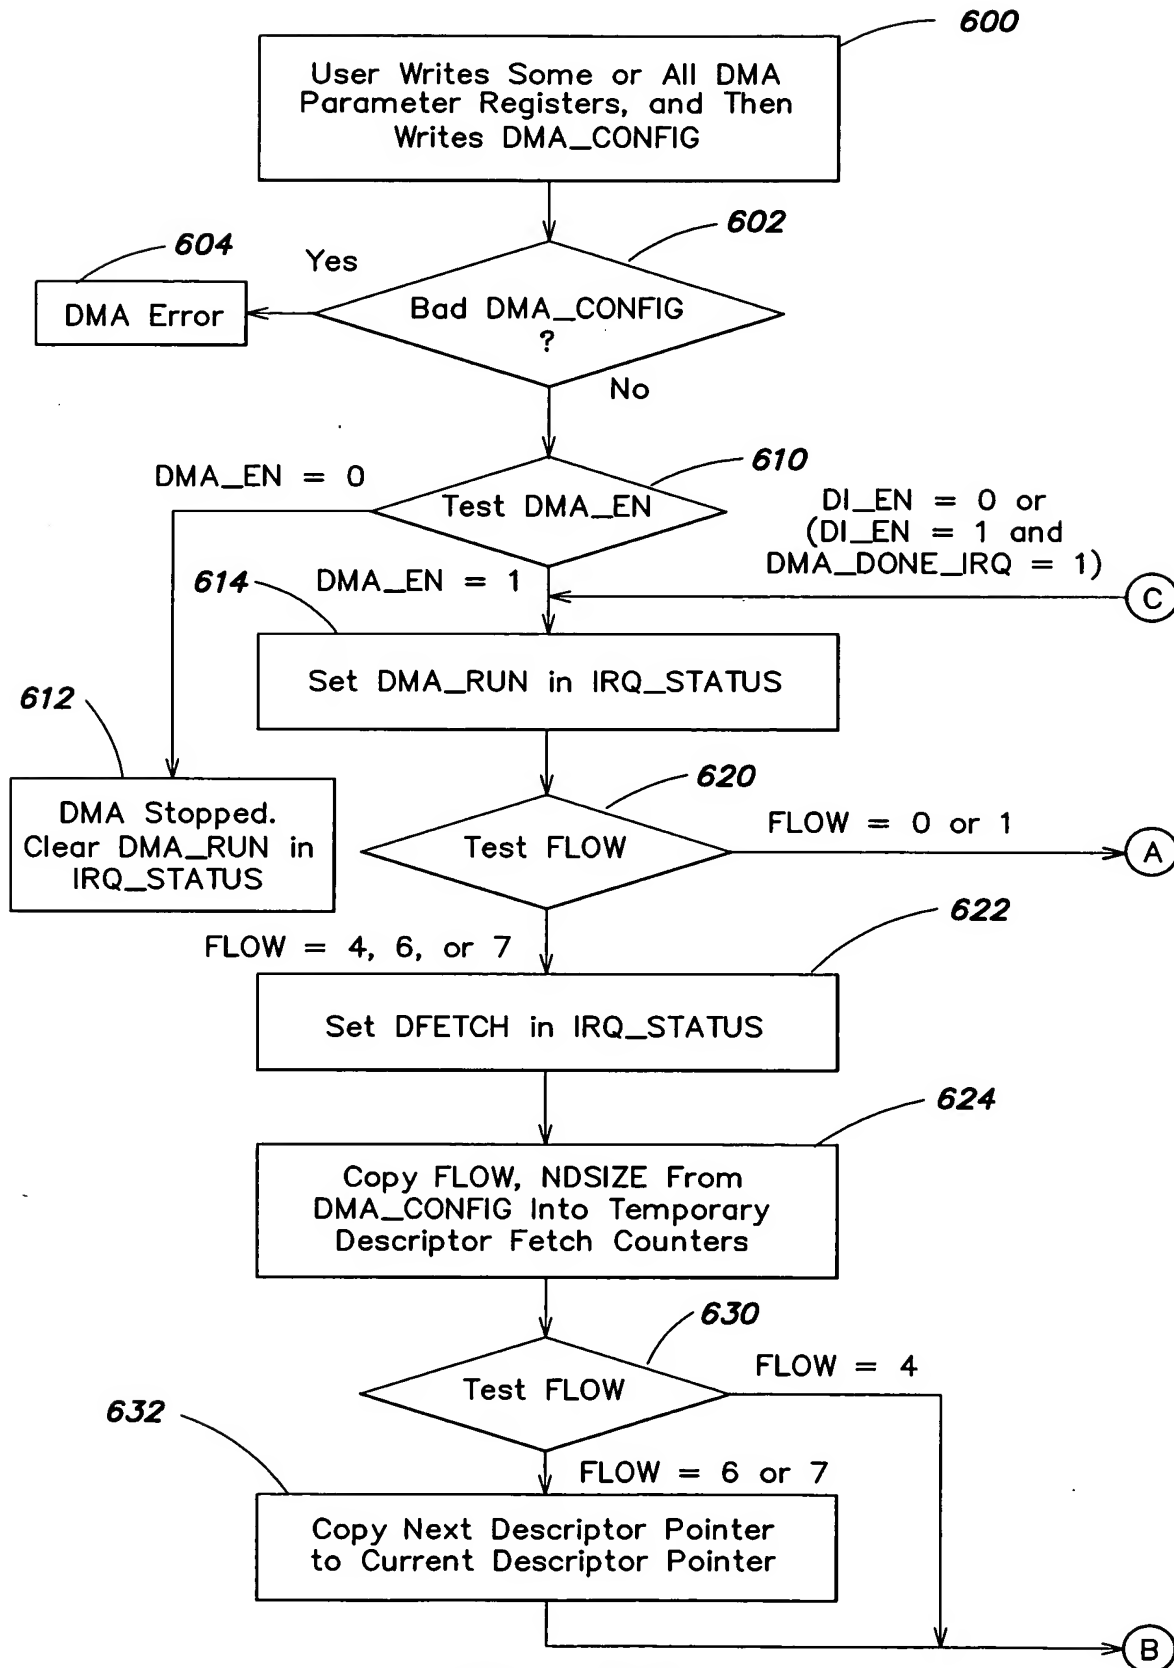 600
User Writes Some or All DMA
Parameter Registers, and Then
Writes DMA_CONFIG
602
604
Yes
DMA Error
Bad DMA_CONFIG
?
No
610
DMA_EN = 0
Test DMA_EN
DI_EN = 0 or
(DI_EN = 1 and
DMA_DONE_IRQ = 1)
614
DMA_EN = 1
C
Set DMA_RUN in IRQ_STATUS
612
620
DMA Stopped.
Clear DMA_RUN in
IRQ_STATUS
Test FLOW
FLOW = 0 or 1
A
622
FLOW = 4, 6, or 7
Set DFETCH in IRQ_STATUS
624
Copy FLOW, NDSIZE From
DMA_CONFIG Into Temporary
Descriptor Fetch Counters
630
Test FLOW
FLOW = 4
632
FLOW = 6 or 7
Copy Next Descriptor Pointer
to Current Descriptor Pointer
B